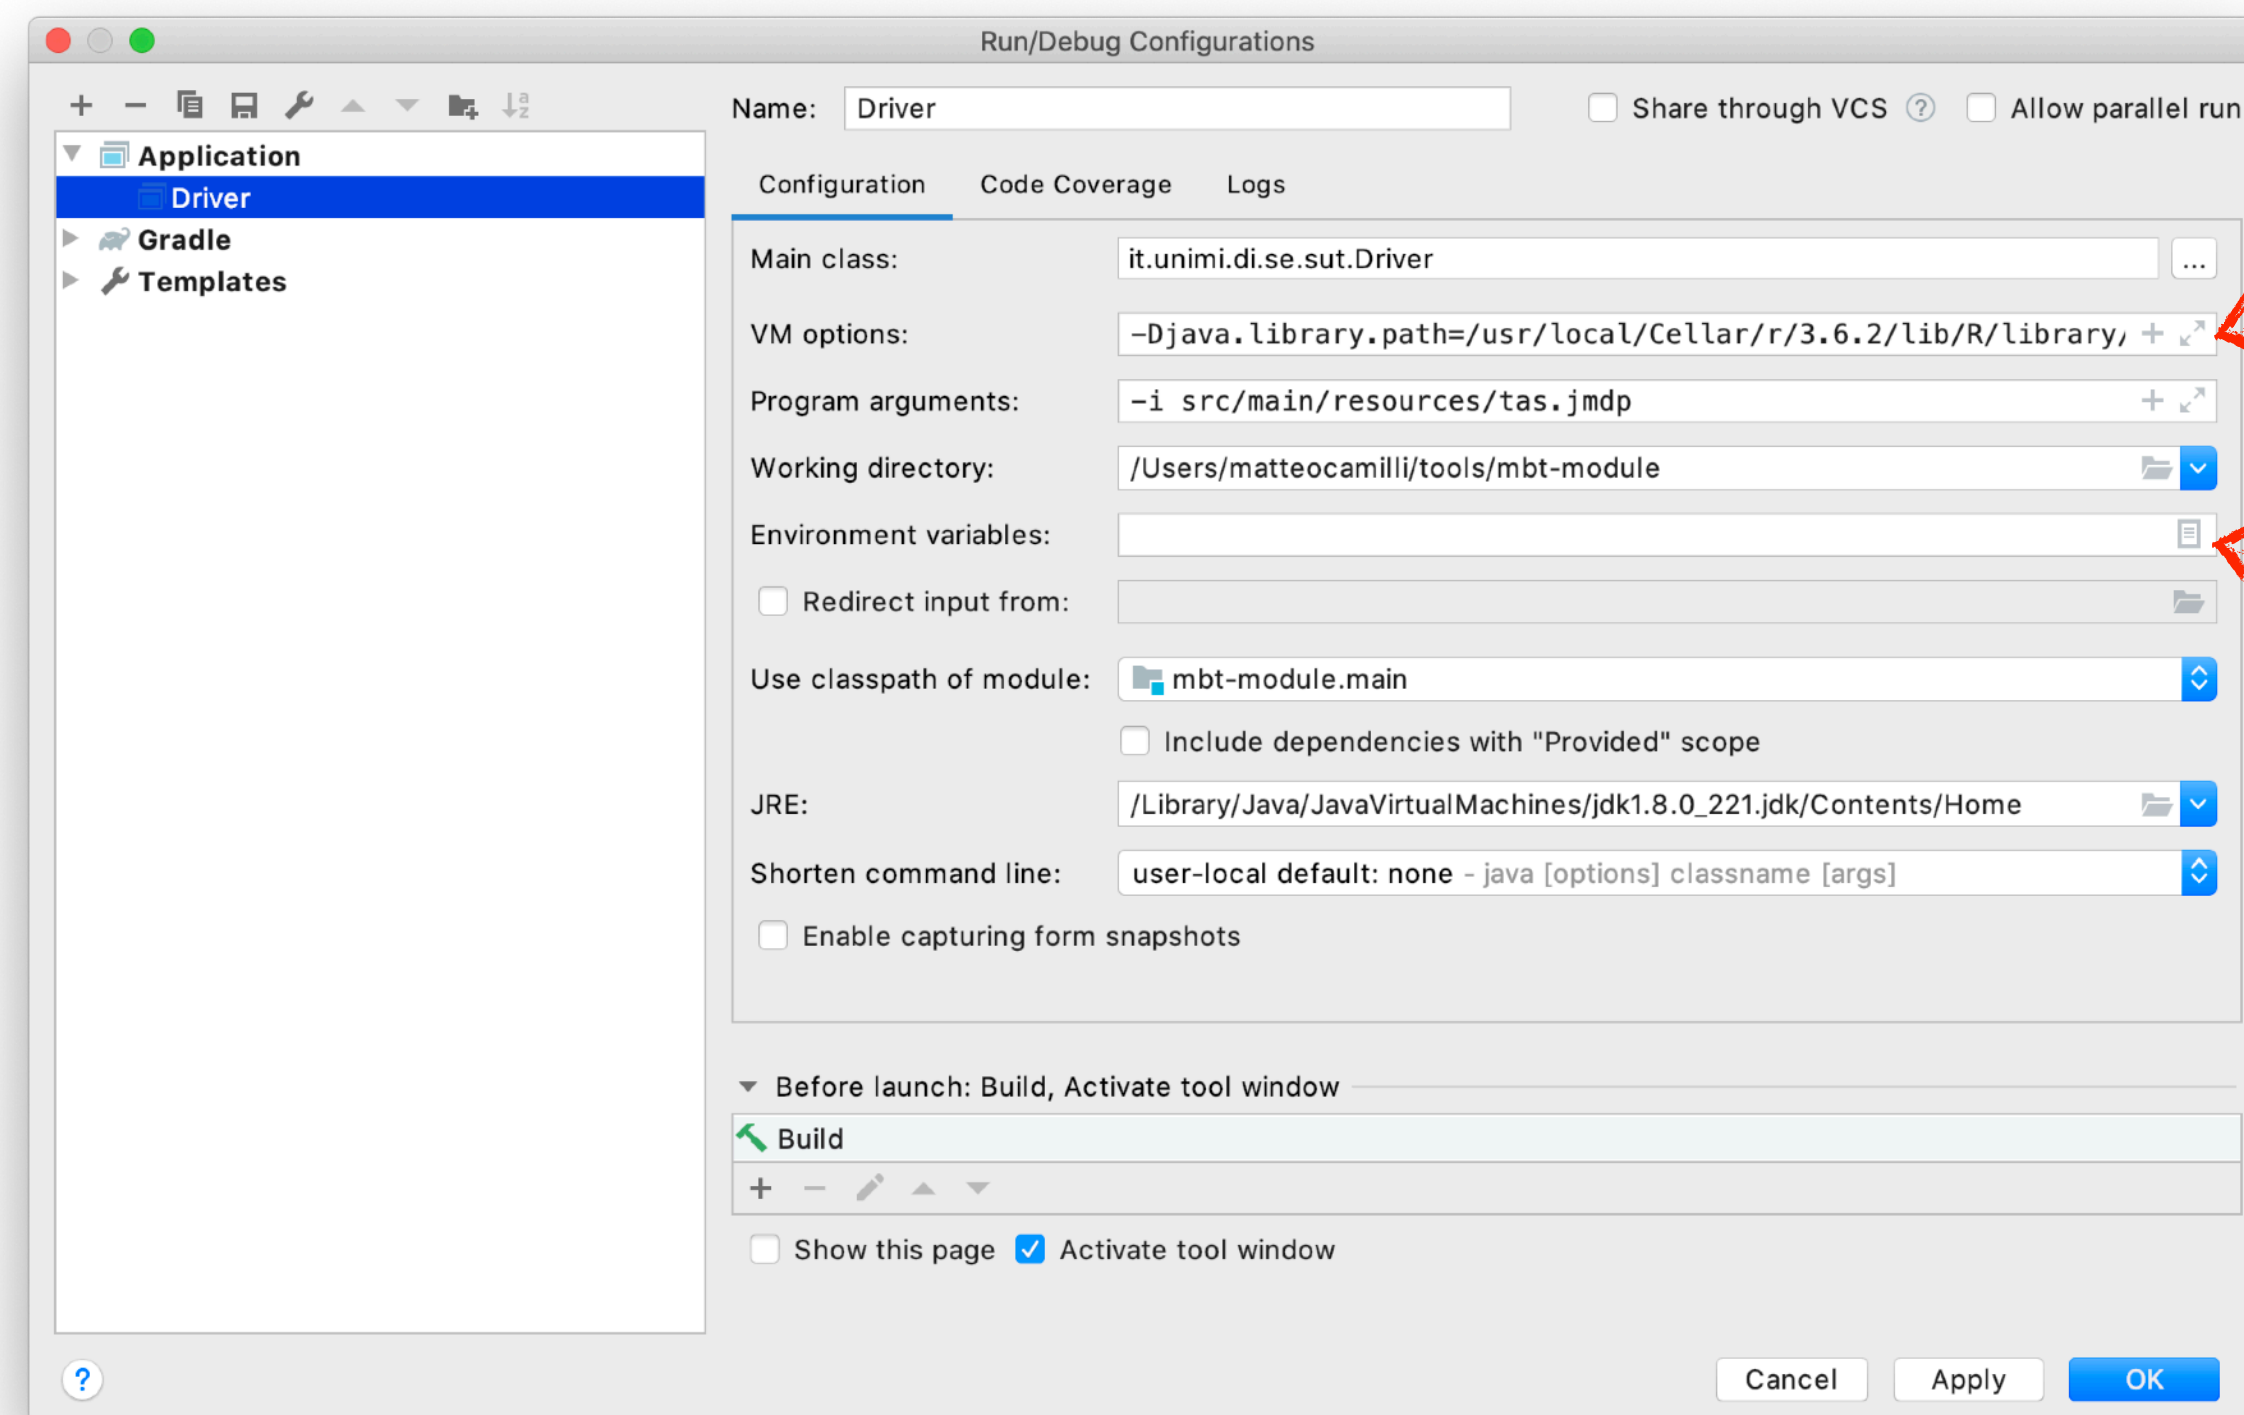 Run/Debug Configurations
Name: Driver Share through VCS ? Allow parallel run
Application
Driver
Gradle
Templates
Configuration Code Coverage Logs
Main class: it.unimi.di.se.sut.Driver ...
VM options: -Djava.library.path=/usr/local/Cellar/r/3.6.2/lib/R/library/
Program arguments: -i src/main/resources/tas.jmdp
Working directory: /Users/matteocamilli/tools/mbt-module
Environment variables:
Redirect input from:
Use classpath of module: mbt-module.main
Include dependencies with "Provided" scope
JRE: /Library/Java/JavaVirtualMachines/jdk1.8.0_221.jdk/Contents/Home
Shorten command line: user-local default: none - java [options] classname [args]
Enable capturing form snapshots
Before launch: Build, Activate tool window
Build
Show this page Activate tool window
? Cancel Apply OK